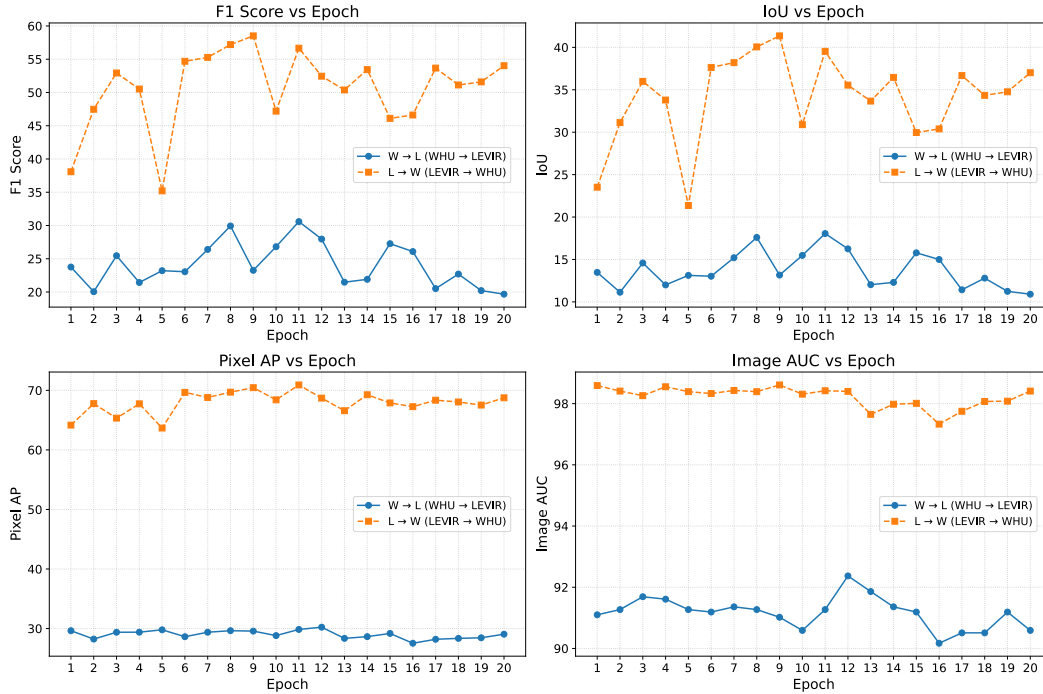 F1 Score vs Epoch
60
55
50
45
40
35
30
25
20
F1 Score
W → L (WHU → LEVIR)
L → W (LEVIR → WHU)
1 2 3 4 5 6 7 8 9 10 11 12 13 14 15 16 17 18 19 20
Epoch
IoU vs Epoch
40
35
30
25
20
15
10
IoU
W → L (WHU → LEVIR)
L → W (LEVIR → WHU)
1 2 3 4 5 6 7 8 9 10 11 12 13 14 15 16 17 18 19 20
Epoch
Pixel AP vs Epoch
70
60
50
40
30
Pixel AP
W → L (WHU → LEVIR)
L → W (LEVIR → WHU)
1 2 3 4 5 6 7 8 9 10 11 12 13 14 15 16 17 18 19 20
Epoch
Image AUC vs Epoch
98
96
94
92
90
Image AUC
W → L (WHU → LEVIR)
L → W (LEVIR → WHU)
1 2 3 4 5 6 7 8 9 10 11 12 13 14 15 16 17 18 19 20
Epoch